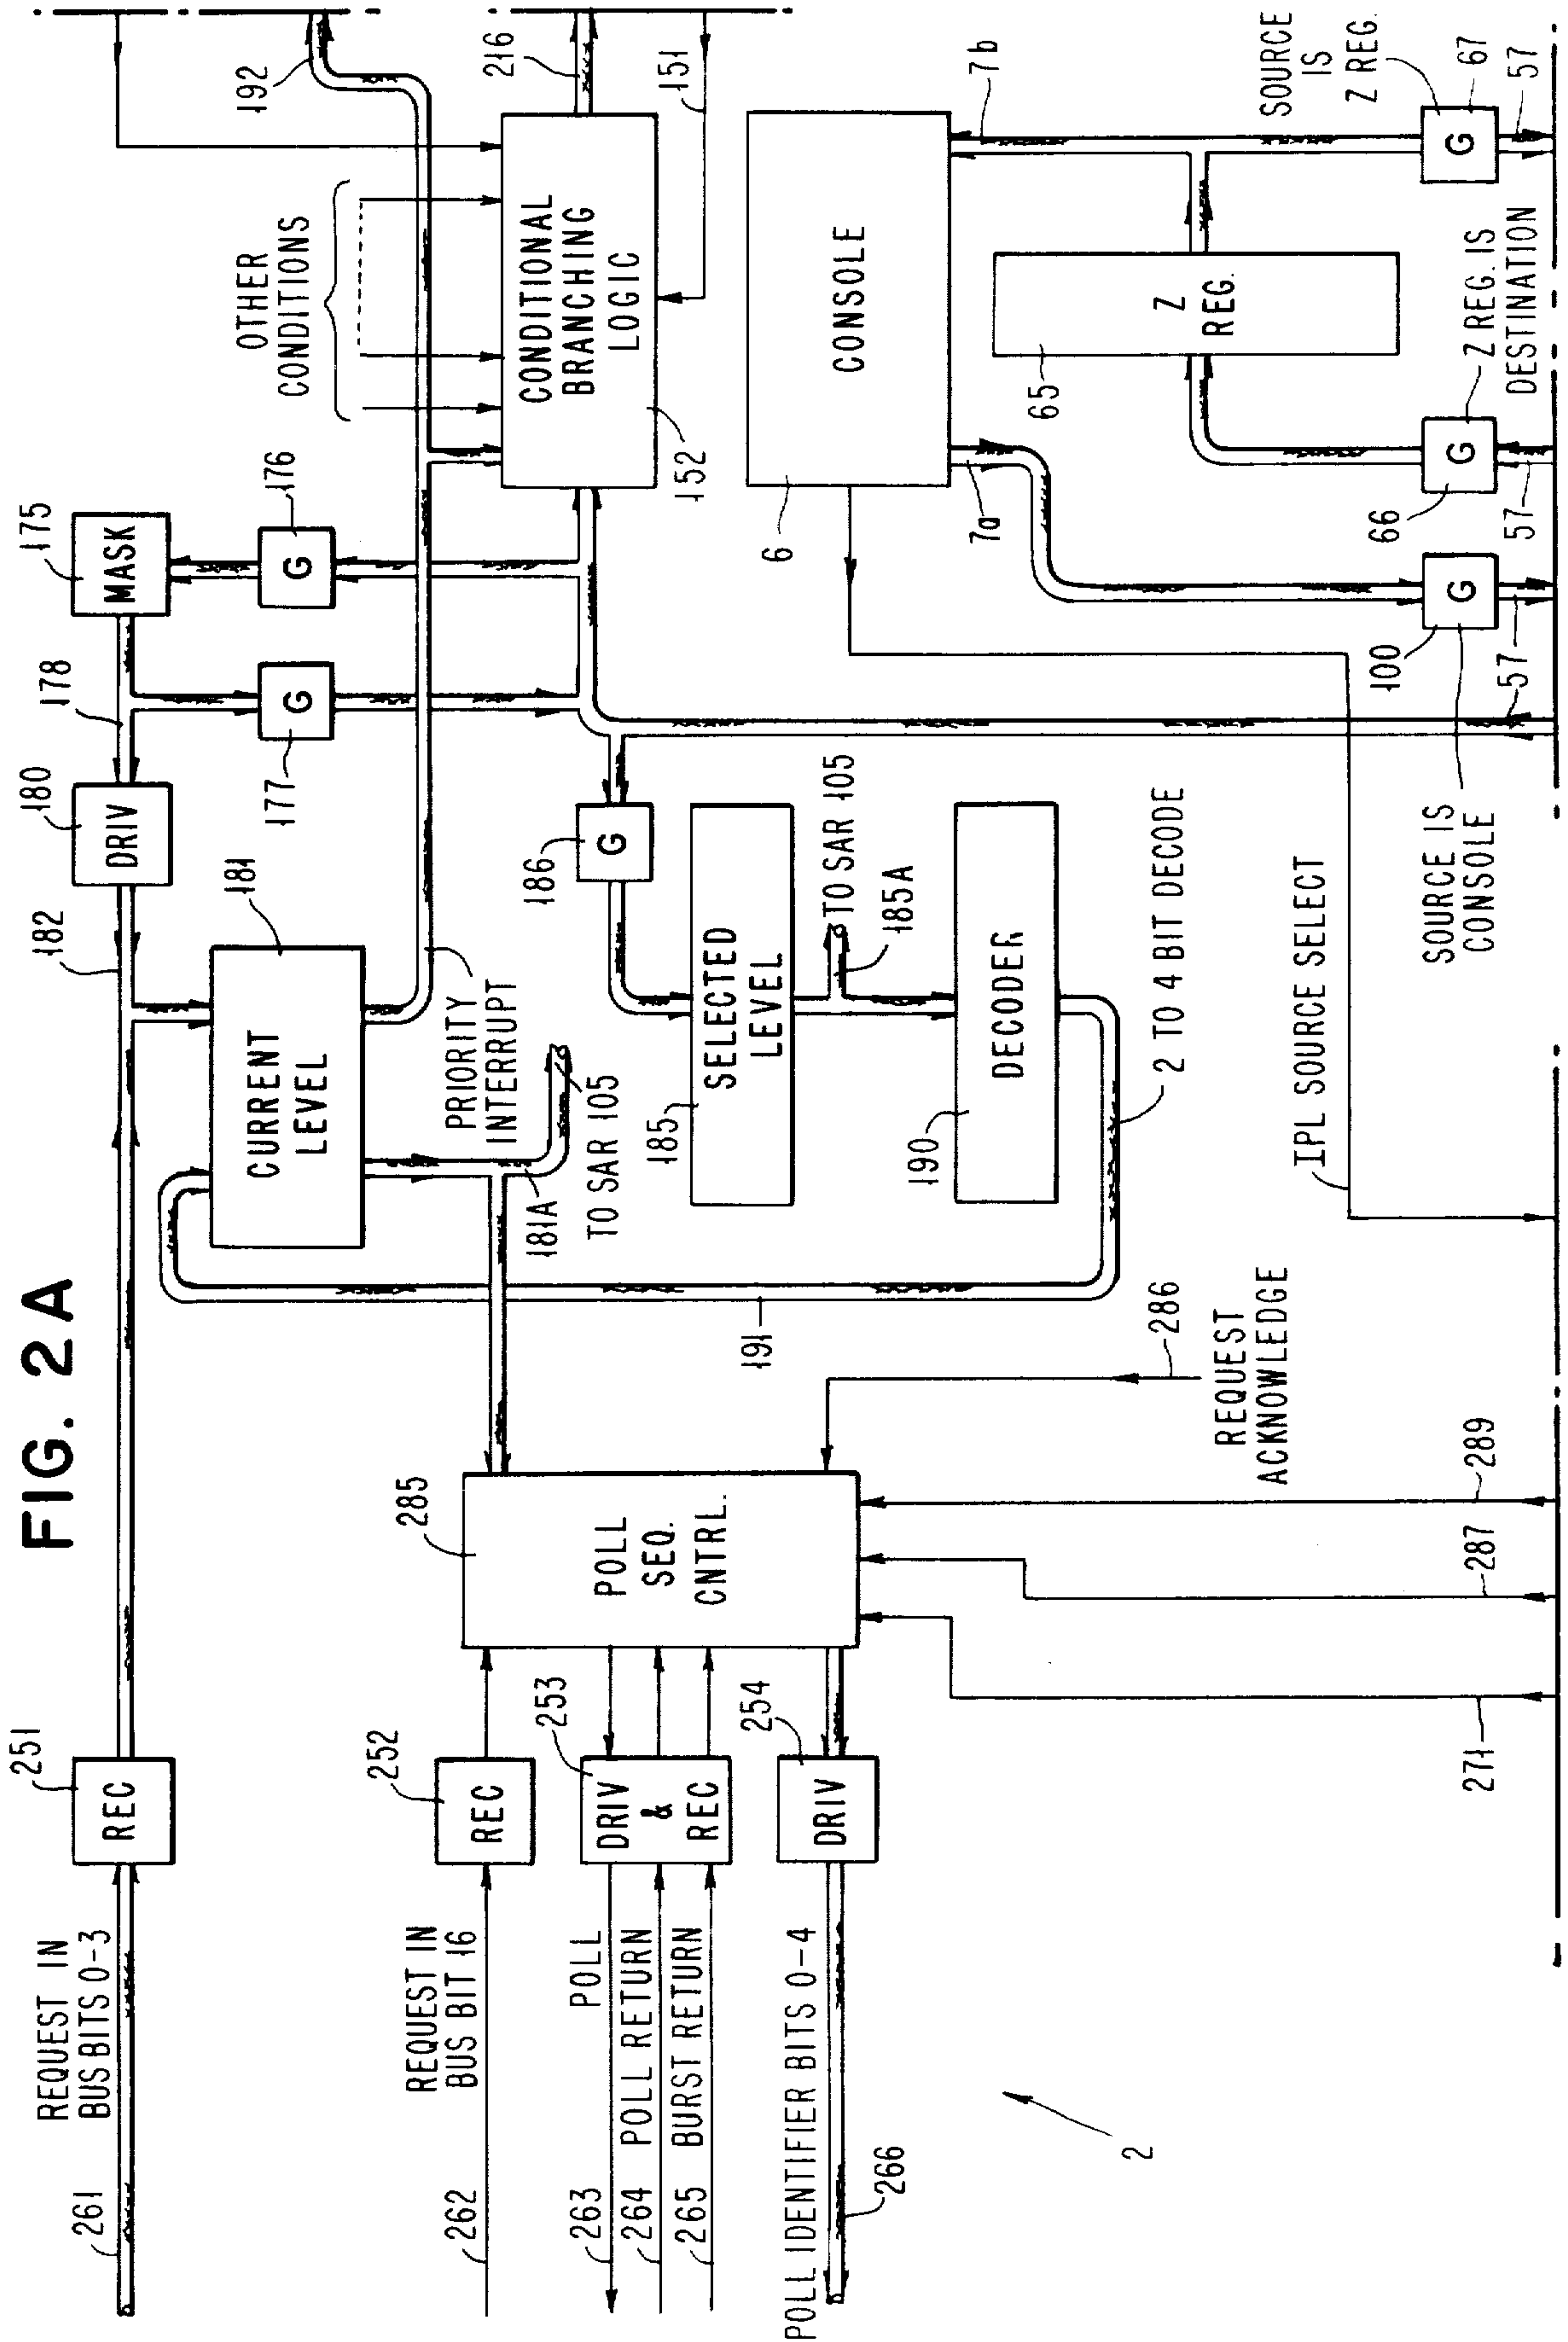 FIG. 2A
REQUEST IN
BUS BITS 0-3
261
251
REC
182
180
DRIV
178
175
MASK
177
G
176
G
192
181
CURRENT
LEVEL
PRIORITY
INTERRUPT
181A
TO SAR 105
OTHER
CONDITIONS
CONDITIONAL
BRANCHING
LOGIC
152
216
151
REQUEST IN
BUS BIT 16
262
252
REC
285
POLL
SEQ.
CNTRL.
POLL
263
POLL RETURN
264
BURST RETURN
265
253
DRIV
&
REC
254
DRIV
POLL IDENTIFIER BITS 0-4
266
186
G
SELECTED
LEVEL
185
TO SAR 105
185A
DECODER
190
2 TO 4 BIT DECODE
191
286
REQUEST
ACKNOWLEDGE
271
287
289
IPL SOURCE SELECT
CONSOLE
6
7a
7b
Z
REG.
65
100
G
SOURCE IS
CONSOLE
57
57
66
G
57
Z REG. IS
DESTINATION
SOURCE
IS
Z REG.
G
67
57
2